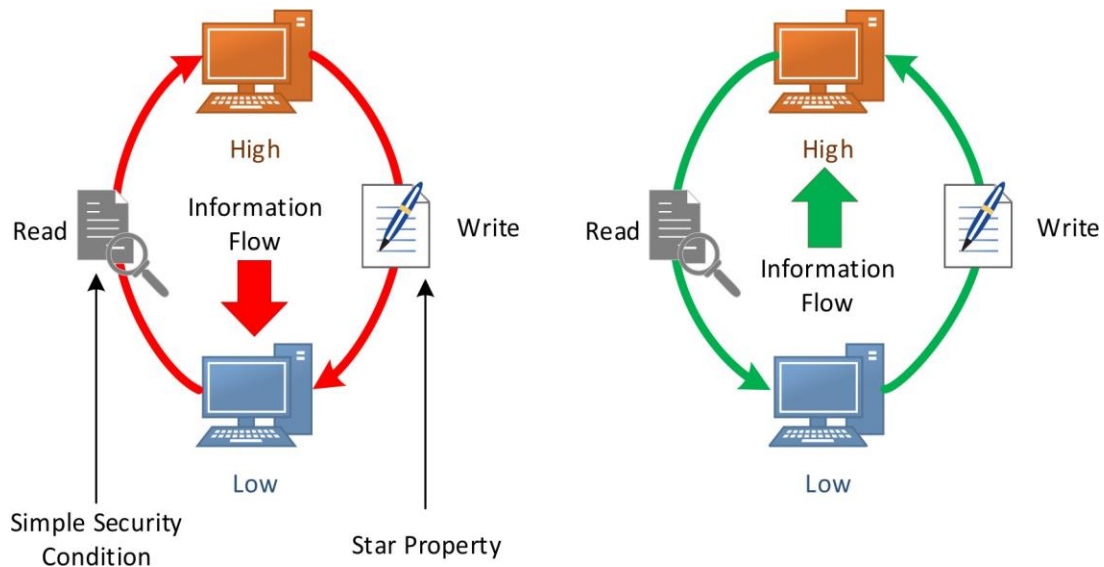 High
Information
Flow
Read
Write
Low
Simple Security
Condition
Star Property
High
Read
Write
Information
Flow
Low